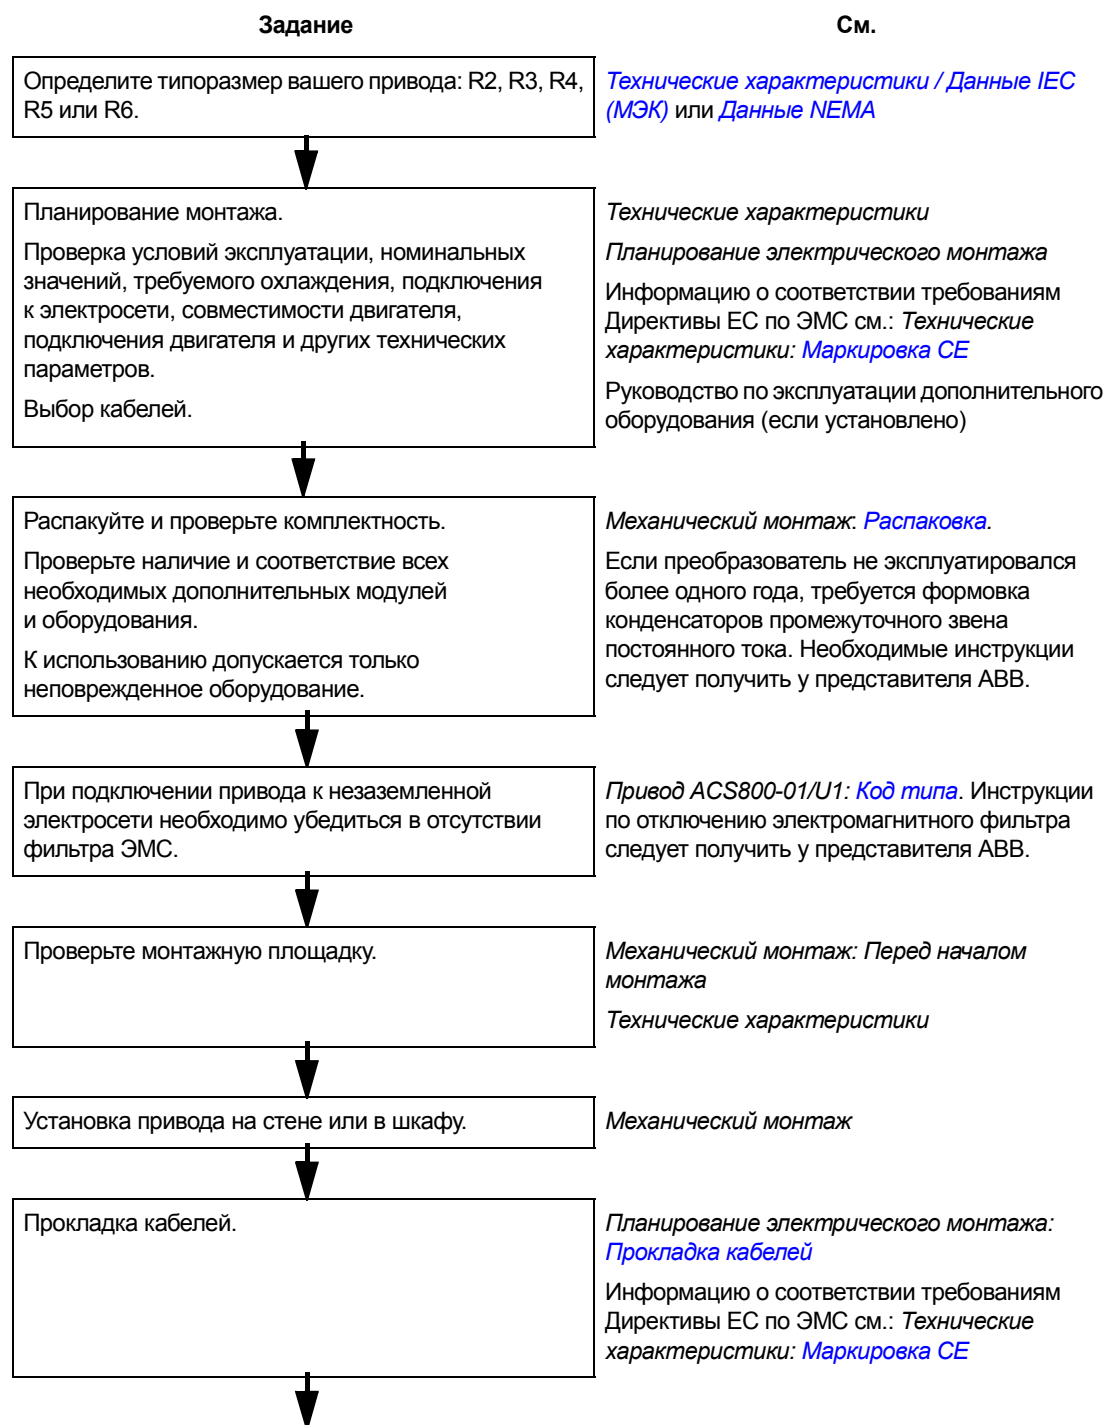 Задание
См.
Определите типоразмер вашего привода: R2, R3, R4,
R5 или R6.
Технические характеристики / Данные IEC
(МЭК) или Данные NEMA
Планирование монтажа.
Проверка условий эксплуатации, номинальных
значений, требуемого охлаждения, подключения
к электросети, совместимости двигателя,
подключения двигателя и других технических
параметров.
Выбор кабелей.
Технические характеристики
Планирование электрического монтажа
Информацию о соответствии требованиям
Директивы ЕС по ЭМС см.: Технические
характеристики: Маркировка CE
Руководство по эксплуатации дополнительного
оборудования (если установлено)
Распакуйте и проверьте комплектность.
Проверьте наличие и соответствие всех
необходимых дополнительных модулей
и оборудования.
К использованию допускается только
неповрежденное оборудование.
Механический монтаж: Распаковка.
Если преобразователь не эксплуатировался
более одного года, требуется формовка
конденсаторов промежуточного звена
постоянного тока. Необходимые инструкции
следует получить у представителя ABB.
При подключении привода к незаземленной
электросети необходимо убедиться в отсутствии
фильтра ЭМС.
Привод ACS800-01/U1: Код типа. Инструкции
по отключению электромагнитного фильтра
следует получить у представителя ABB.
Проверьте монтажную площадку.
Механический монтаж: Перед началом
монтажа
Технические характеристики
Установка привода на стене или в шкафу.
Механический монтаж
Прокладка кабелей.
Планирование электрического монтажа:
Прокладка кабелей
Информацию о соответствии требованиям
Директивы ЕС по ЭМС см.: Технические
характеристики: Маркировка CE